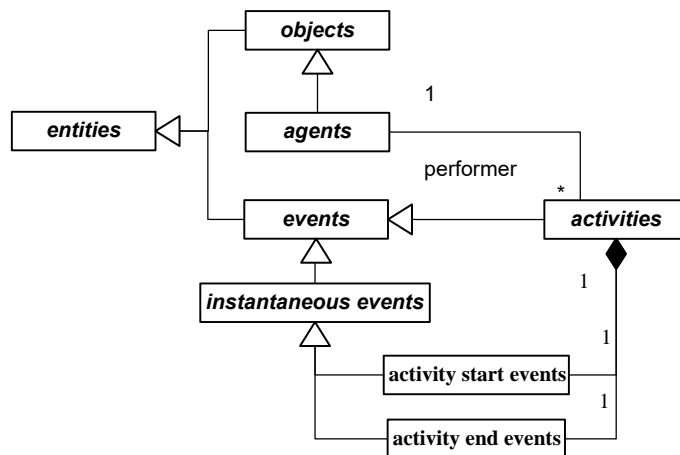 objects
1
entities
agents
performer
*
events
activities
1
instantaneous events
1
activity start events
1
activity end events